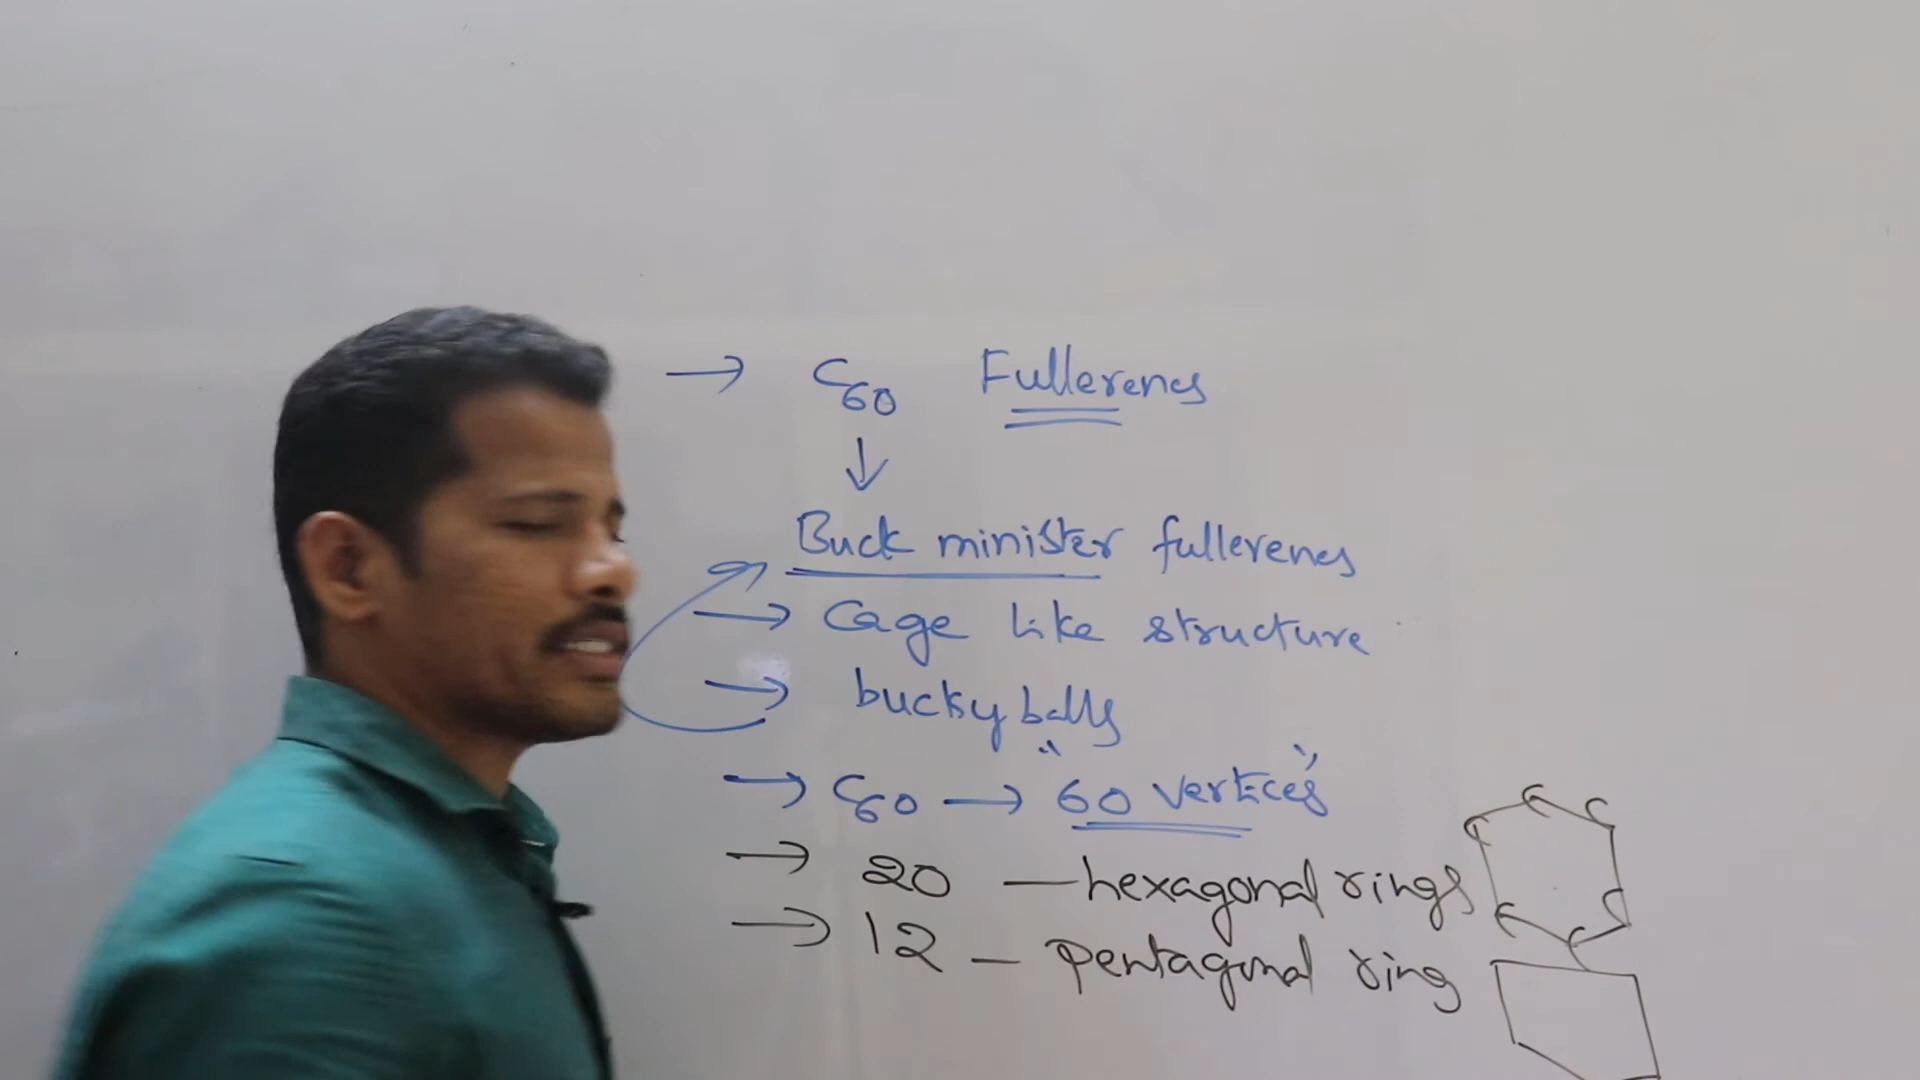 → C60 Fullerenes
↓
Buck minister fullerenes
→ Cage like structure
→ bucky balls
→ C60 → "60 vertices"
→ 20 — hexagonal rings
→ 12 — pentagonal ring